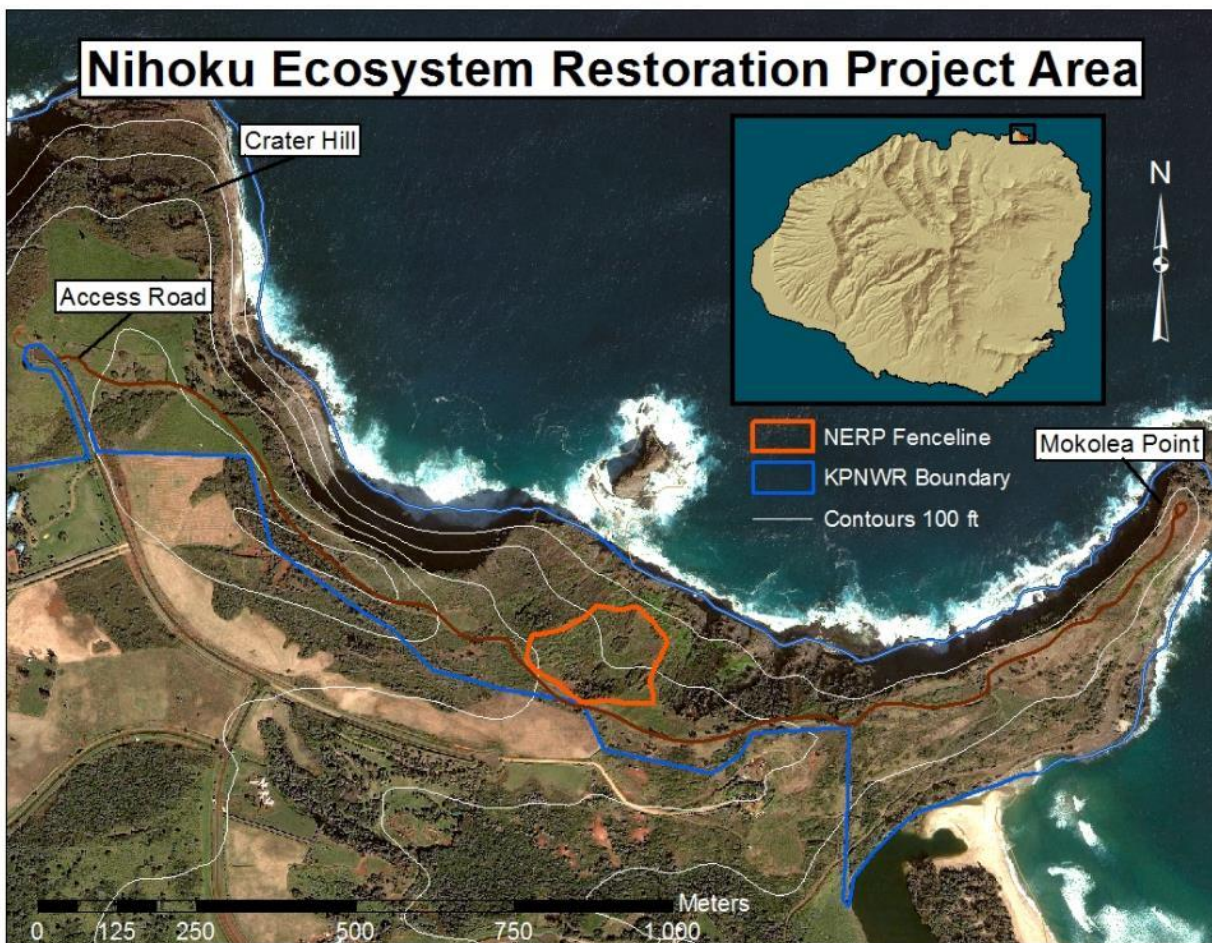 Nihoku Ecosystem Restoration Project Area
Crater Hill
N
Access Road
NERP Fenceline
Mokolea Point
KPNWR Boundary
Contours 100 ft
Meters
0 125 250 500 750 1,000